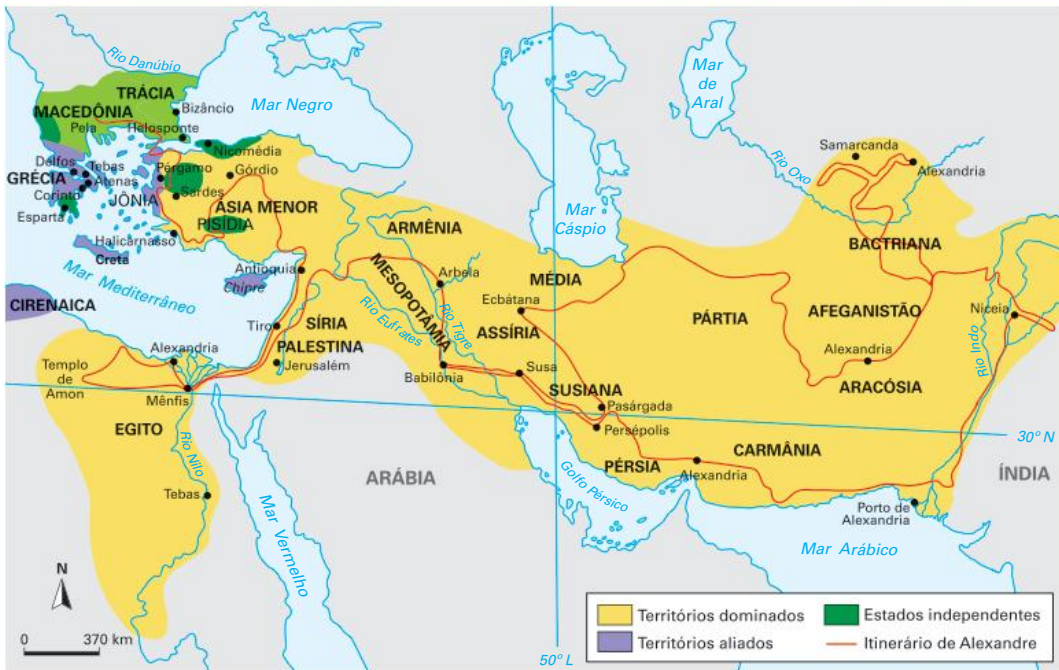 Rio Danúbio
TRÁCIA
MACEDÔNIA
Pela
Bizâncio
Helosponte
Mar Negro
Nicomédia
Delfos
Tebas
GRÉCIA
Atenas
Corinto
JÔNIA
Esparta
Pérgamo
Górdio
Sardes
ÁSIA MENOR
PISÍDIA
Halicarnasso
Creta
Mar Mediterrâneo
CIRENAICA
Antioquia
Chipre
Tiro
SÍRIA
PALESTINA
Jerusalém
ARMÊNIA
MESOPOTÂMIA
Arbela
Rio Tigre
Rio Eufrates
ASSÍRIA
MÉDIA
Ecbátana
Babilônia
Susa
SUSIANA
Pasárgada
Persépolis
PÉRSIA
Golfo Pérsico
Mar
Cáspio
Mar
de
Aral
Rio Oxo
Samarcanda
Alexandria
BACTRIANA
PÁRTIA
AFEGANISTÃO
Alexandria
ARACÓSIA
Niceia
Rio Indo
30º N
CARMÂNIA
Alexandria
ÍNDIA
Porto de
Alexandria
Mar Arábico
Alexandria
Templo
de
Amon
Mênfis
EGITO
Rio Nilo
Tebas
Mar Vermelho
ARÁBIA
N
0 370 km
50º L
Territórios dominados
Territórios aliados
Estados independentes
Itinerário de Alexandre